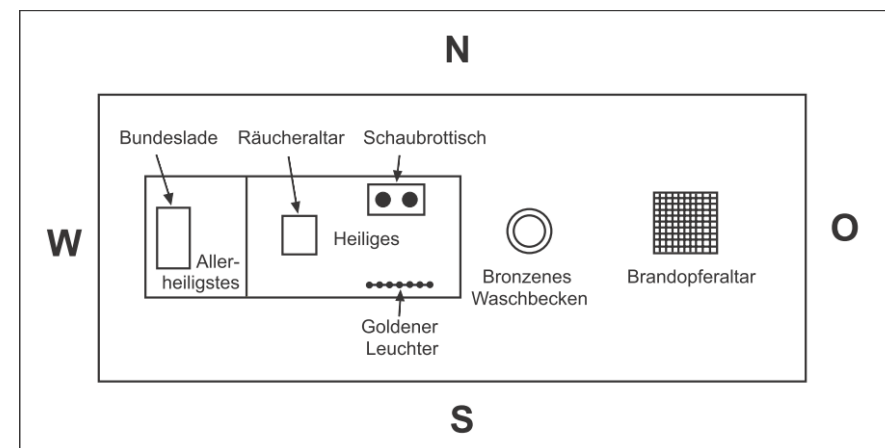 N
Bundeslade
Räucheraltar
Schaubrottisch
W
O
Heiliges
Aller-
heiligstes
Bronzenes
Waschbecken
Brandopferaltar
Goldener
Leuchter
S